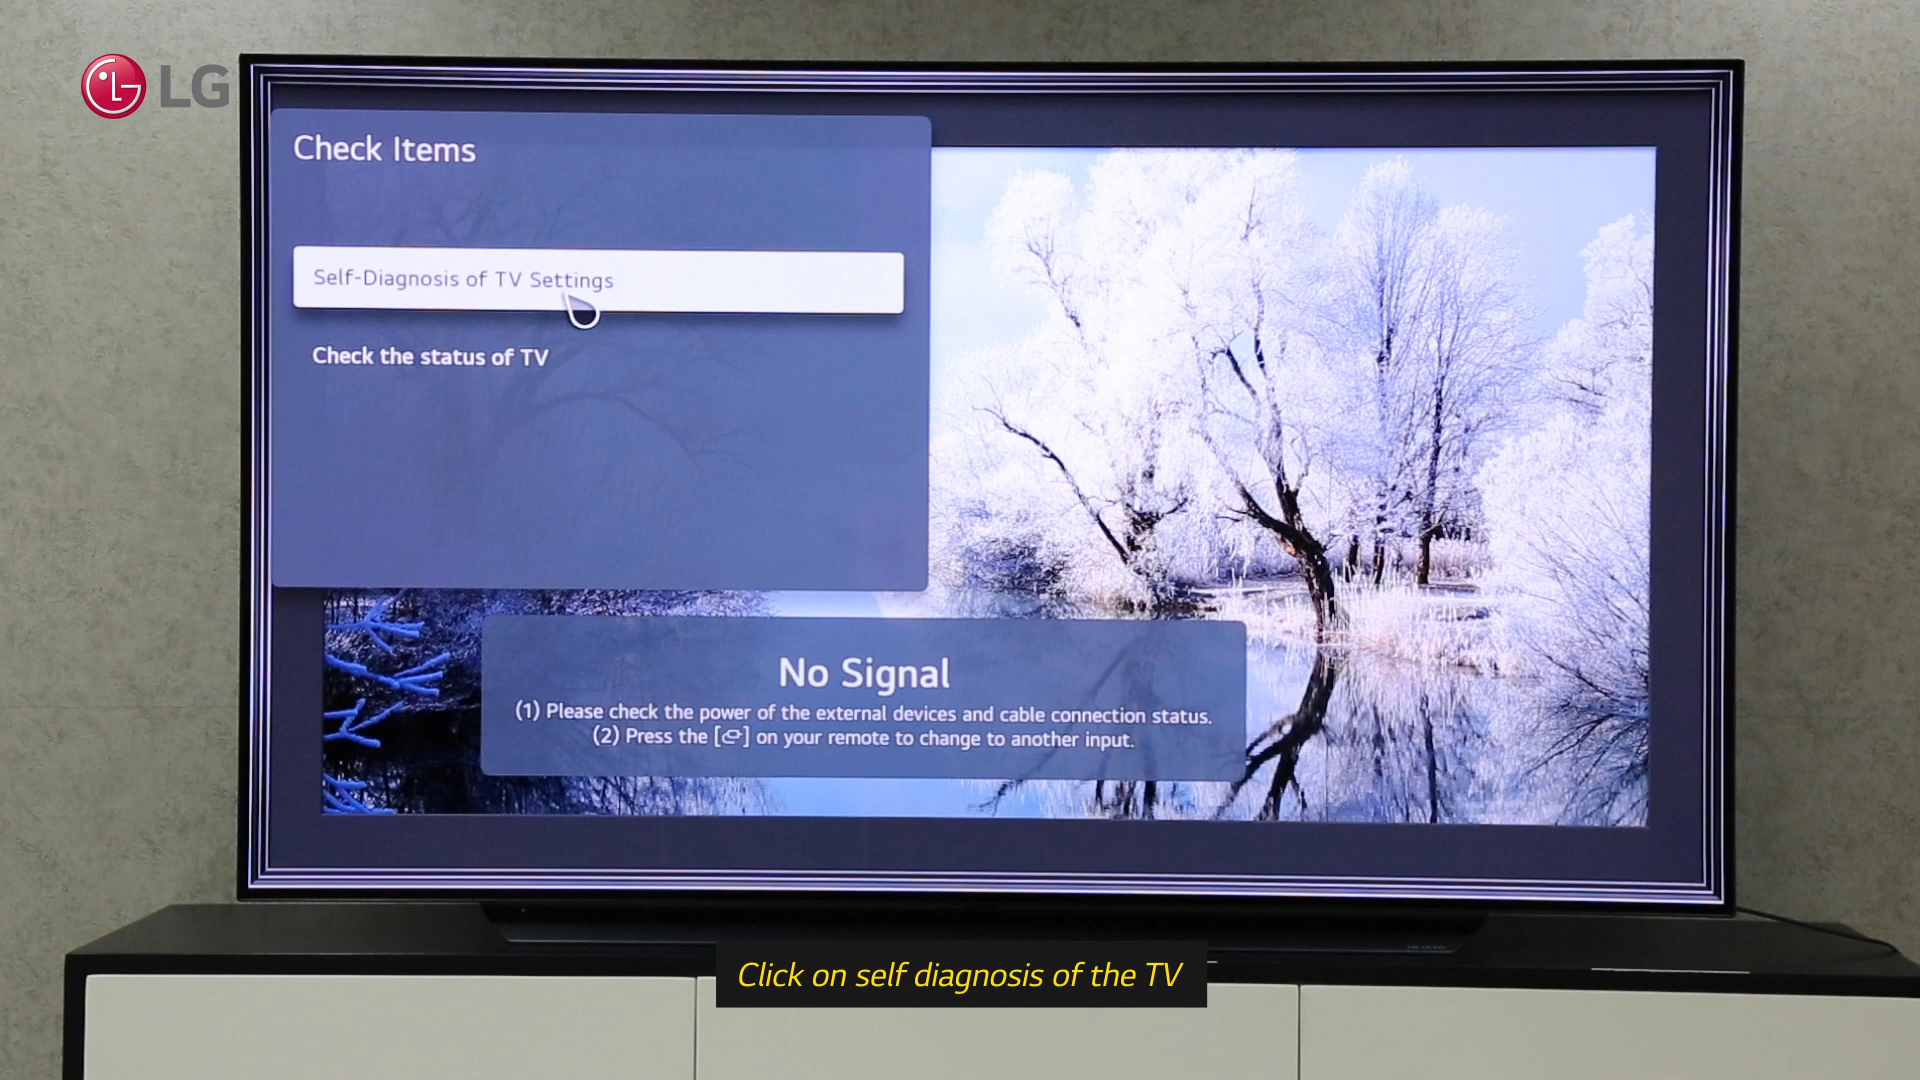 LG
Check Items
Self-Diagnosis of TV Settings
Check the status of TV
No Signal
(1) Please check the power of the external devices and cable connection status.
(2) Press the [⮂] on your remote to change to another input.
Click on self diagnosis of the TV